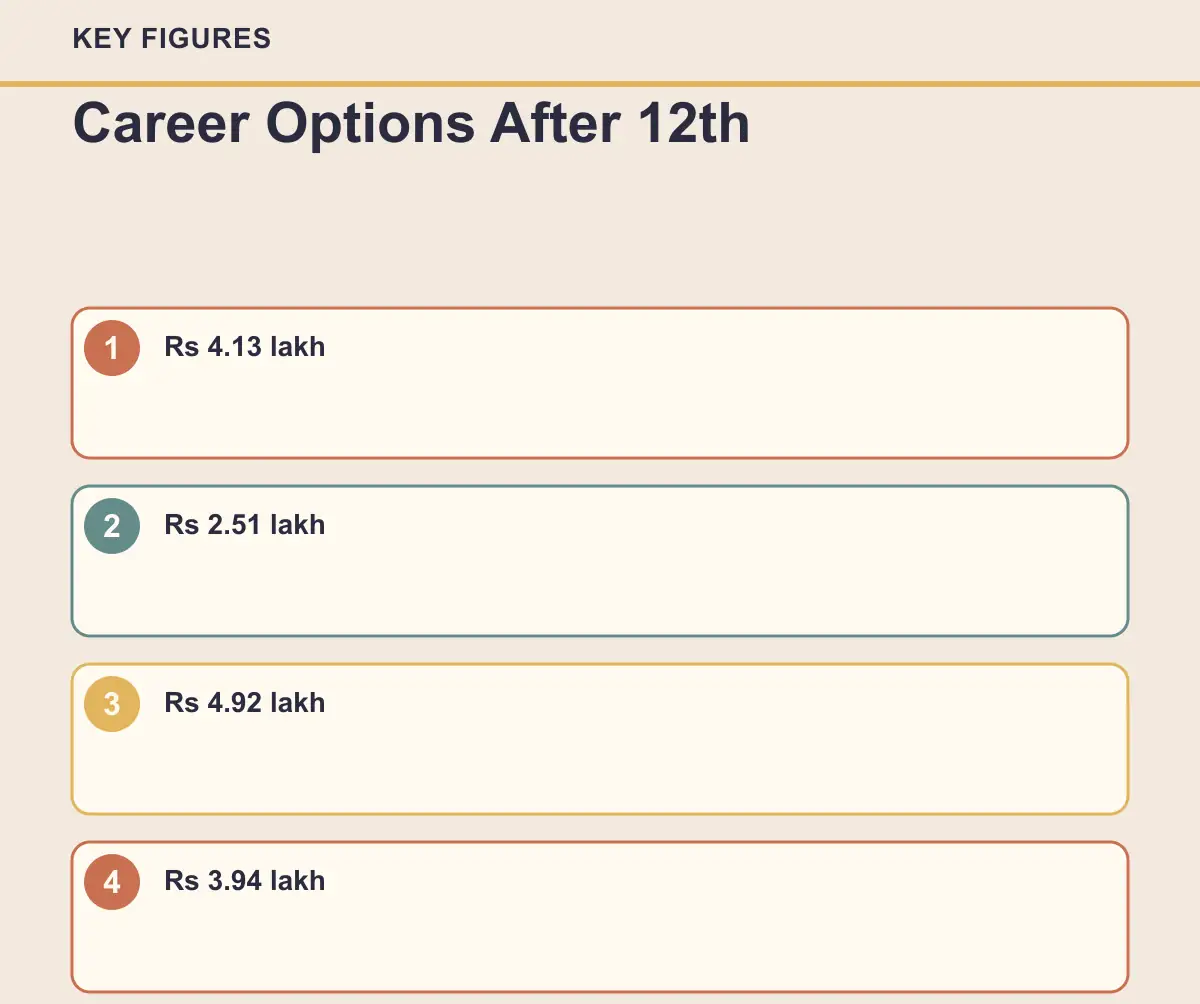 KEY FIGURES
Career Options After 12th
1
Rs 4.13 lakh
2
Rs 2.51 lakh
3
Rs 4.92 lakh
4
Rs 3.94 lakh